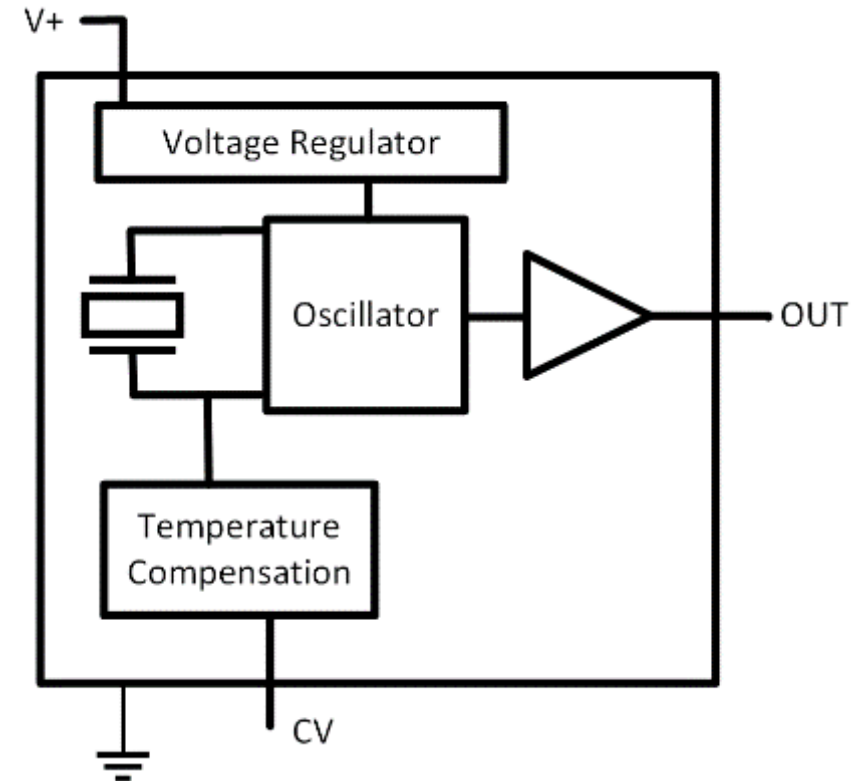 V+
Voltage Regulator
Oscillator
OUT
Temperature
Compensation
CV